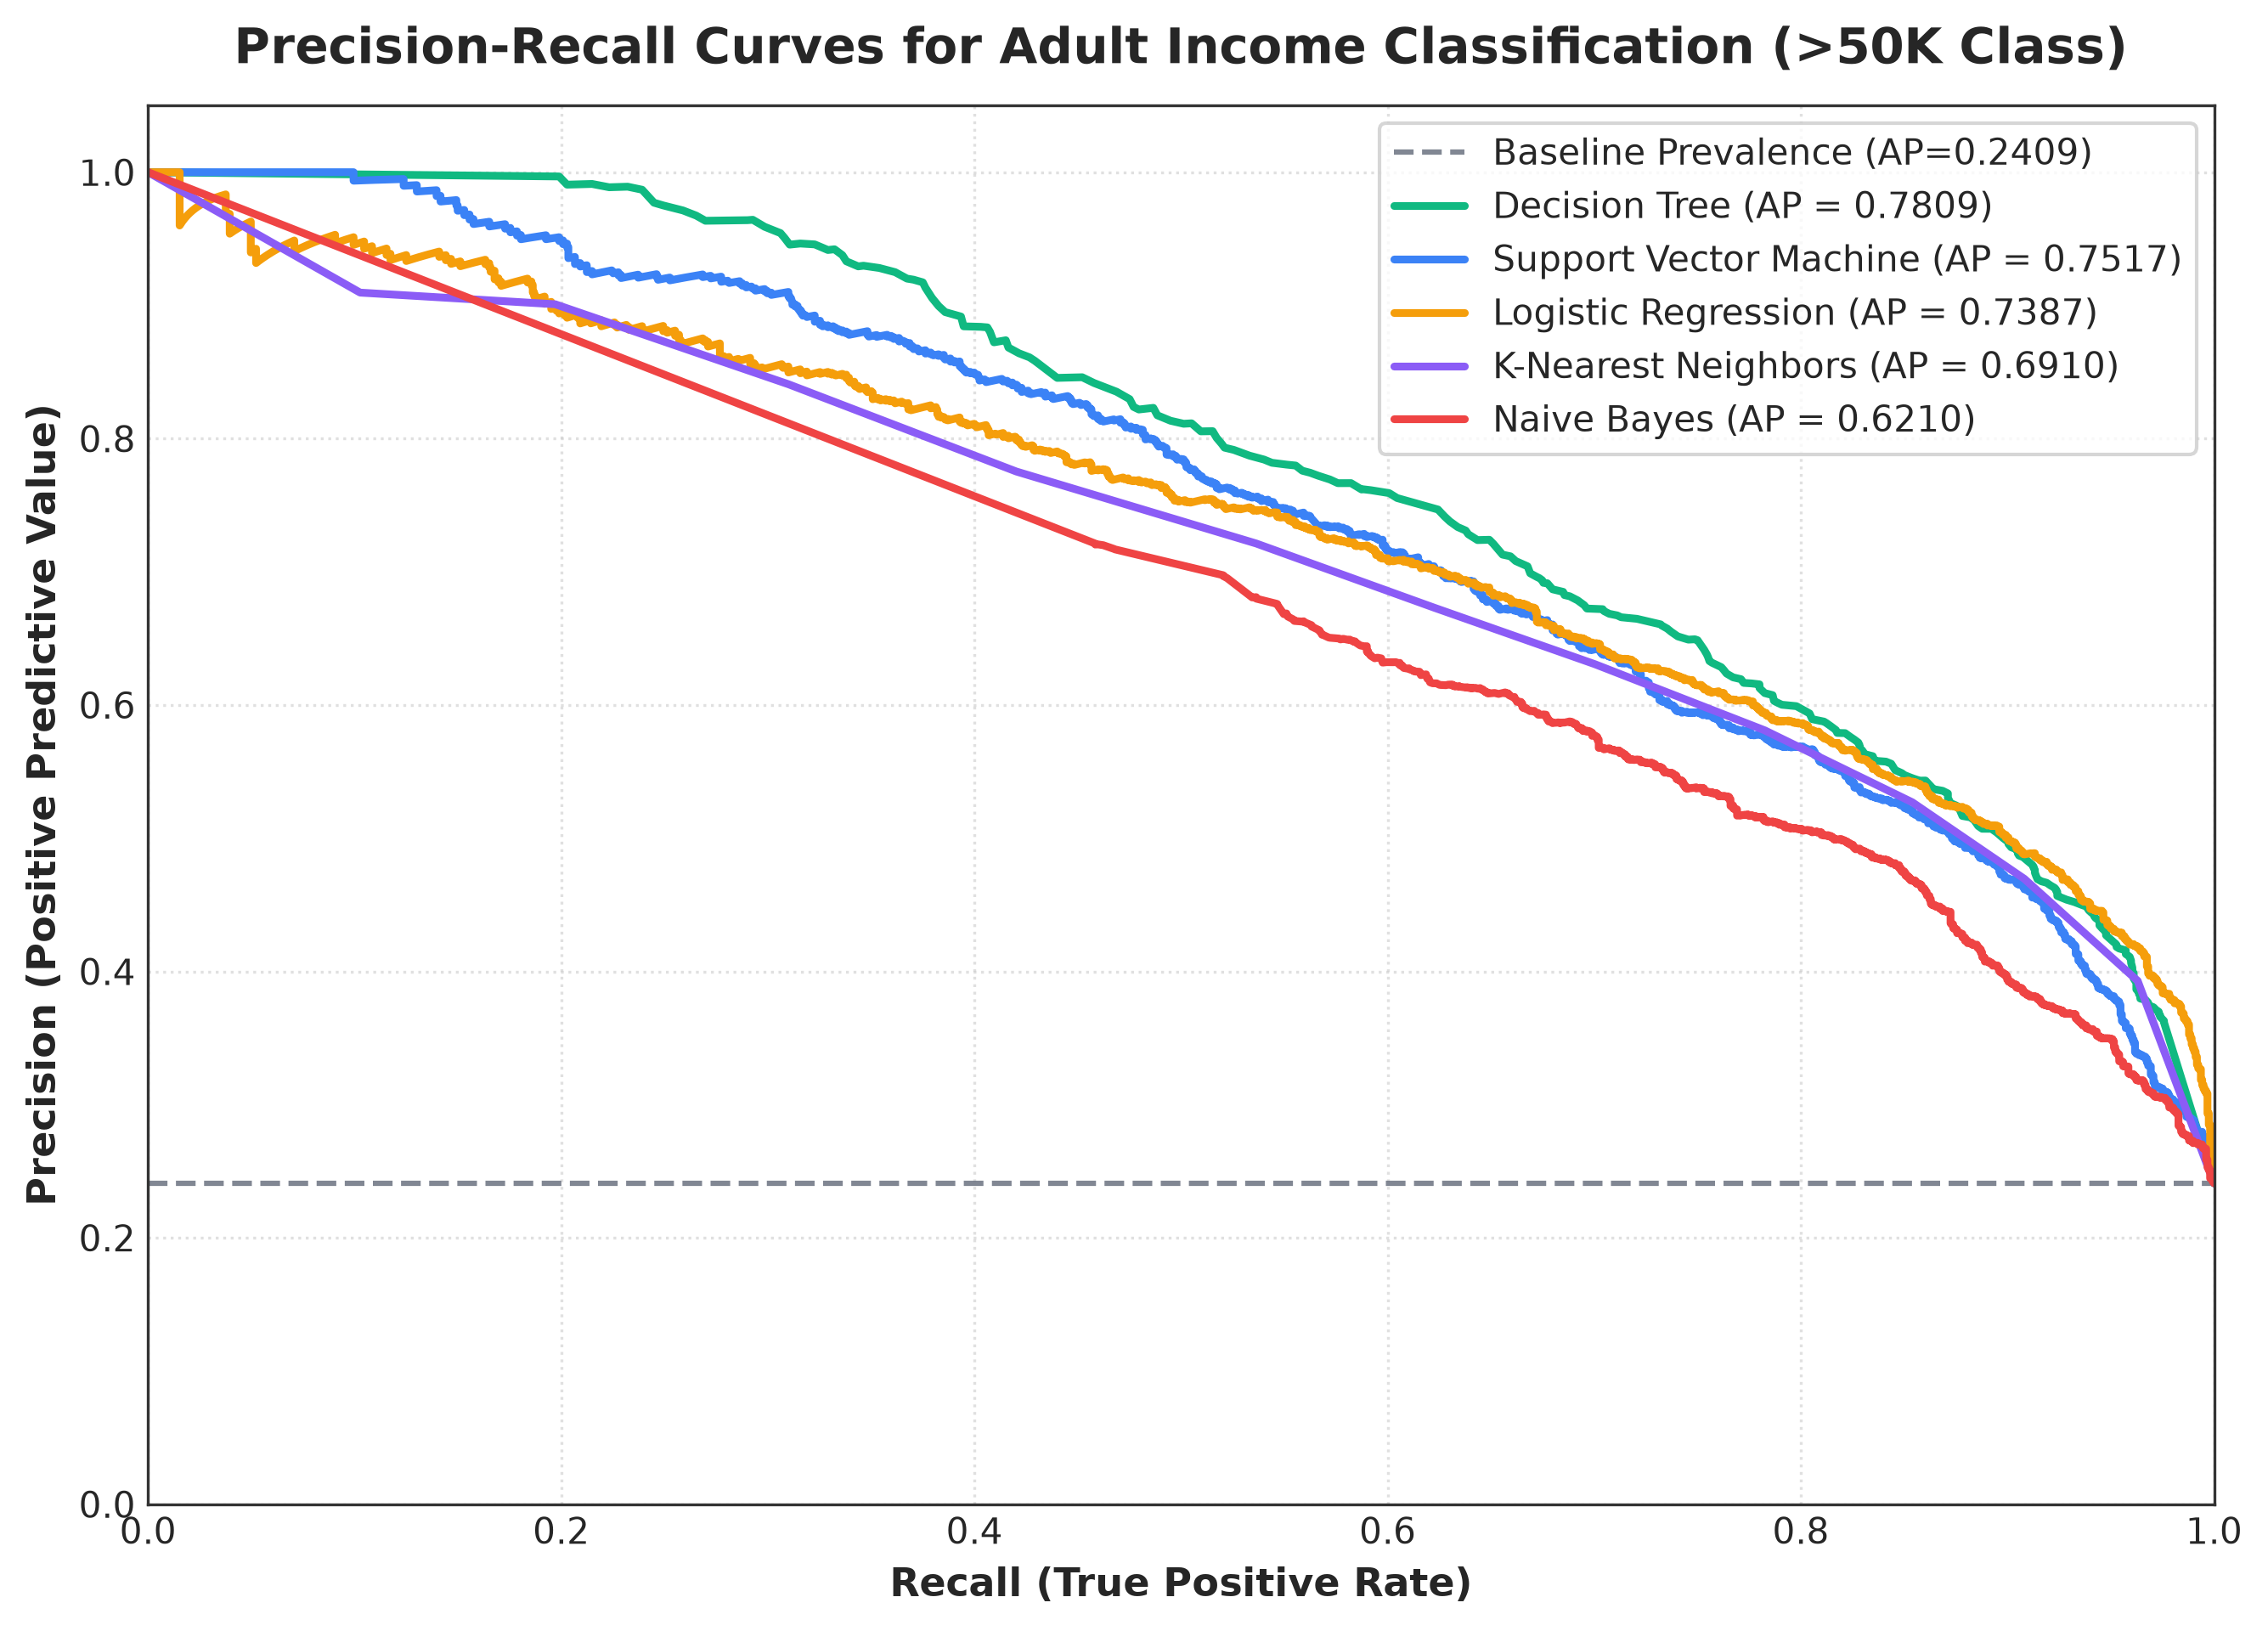 Precision-Recall Curves for Adult Income Classification (>50K Class)
Baseline Prevalence (AP=0.2409)
Decision Tree (AP = 0.7809)
Support Vector Machine (AP = 0.7517)
Logistic Regression (AP = 0.7387)
K-Nearest Neighbors (AP = 0.6910)
Naive Bayes (AP = 0.6210)
Precision (Positive Predictive Value)
1.0
0.8
0.6
0.4
0.2
0.0
0.0 0.2 0.4 0.6 0.8 1.0
Recall (True Positive Rate)